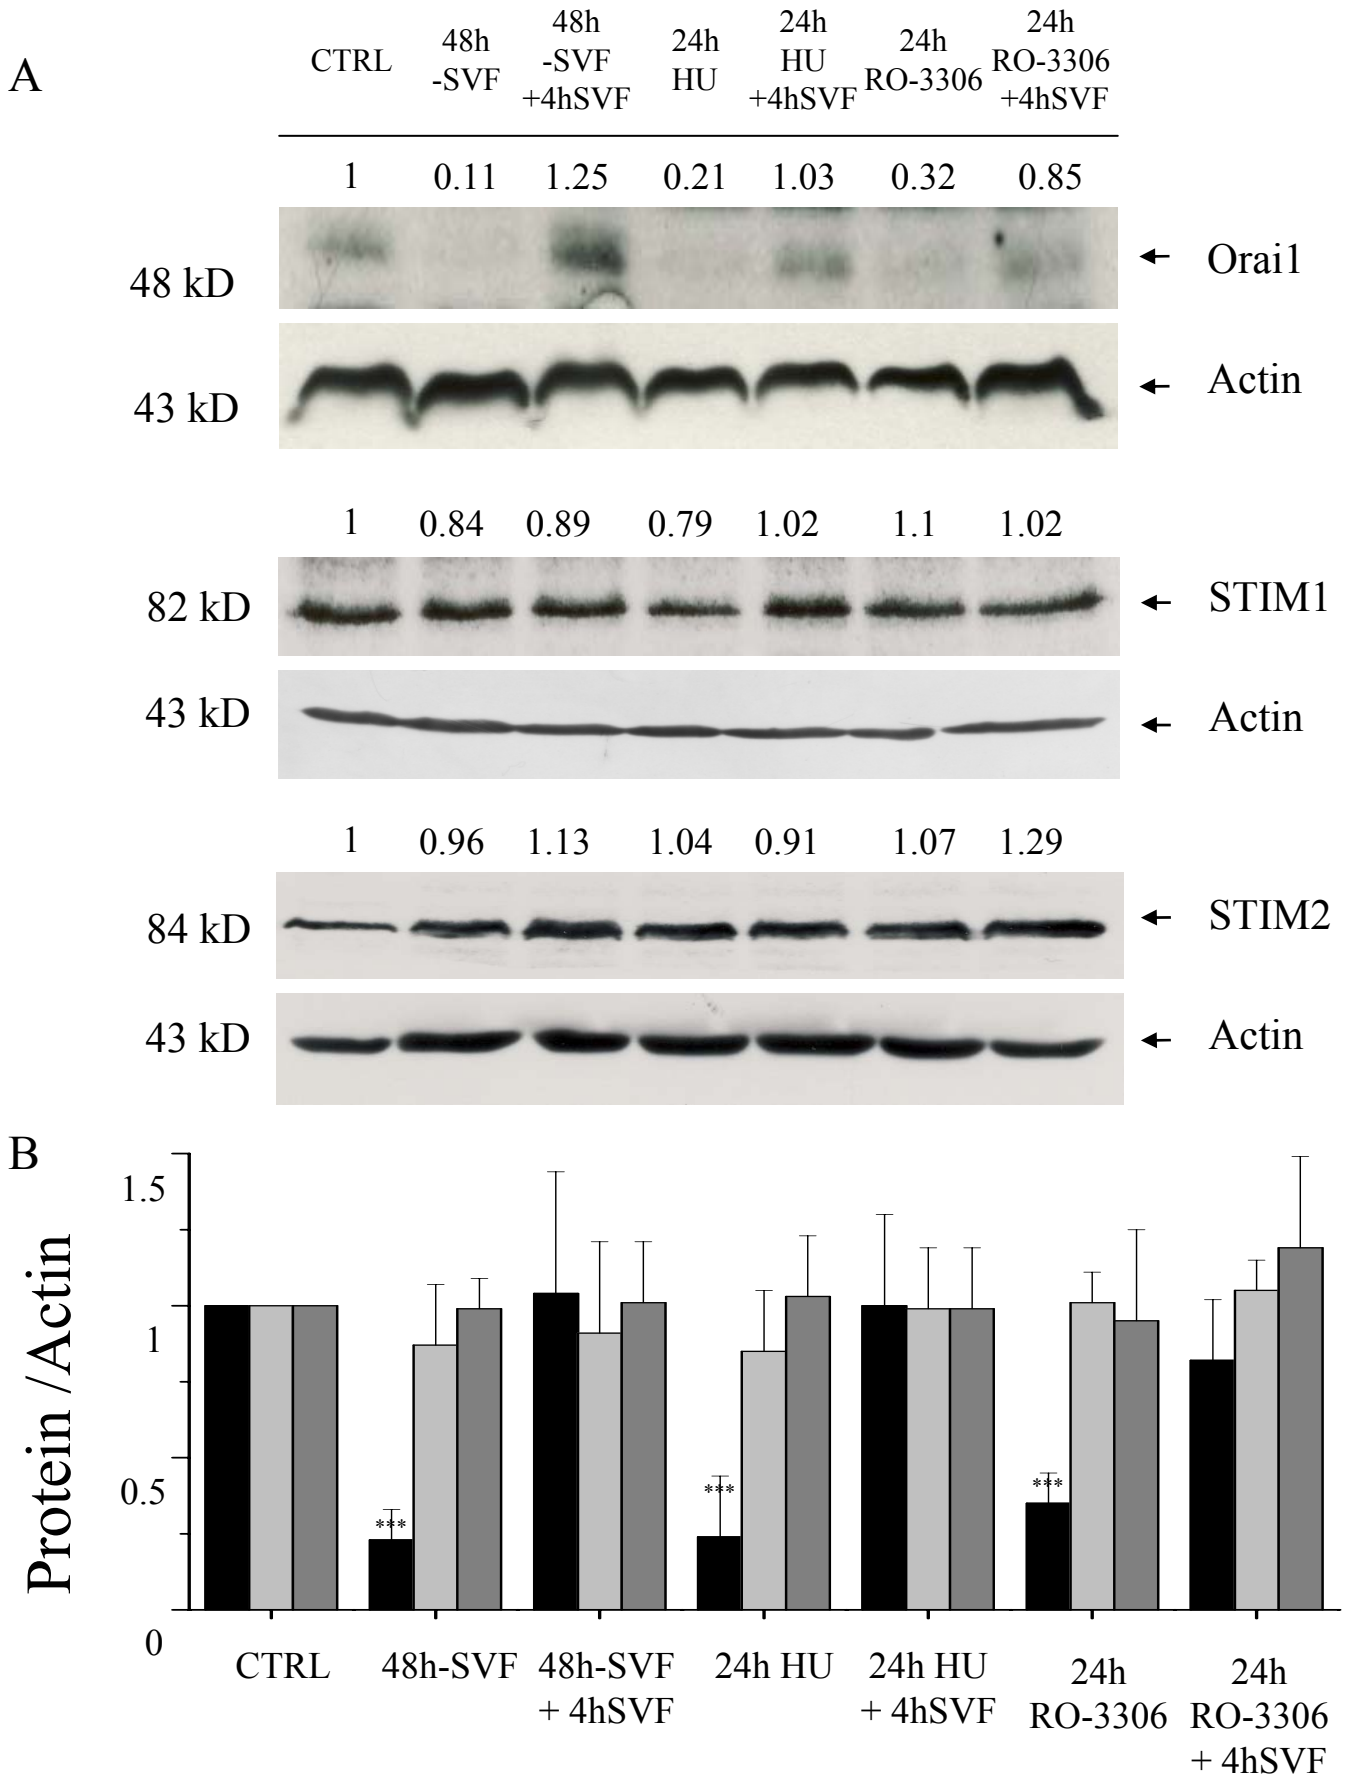 A
CTRL
48h
-SVF
48h
-SVF
+4hSVF
24h
HU
24h
HU
+4hSVF
24h
RO-3306
24h
RO-3306
+4hSVF
1 0.11 1.25 0.21 1.03 0.32 0.85
48 kD
Orai1
43 kD
Actin
1 0.84 0.89 0.79 1.02 1.1 1.02
82 kD
STIM1
43 kD
Actin
1 0.96 1.13 1.04 0.91 1.07 1.29
84 kD
STIM2
43 kD
Actin
B
Protein /Actin
1.5
1
0.5
0
***
***
***
CTRL
48h-SVF
48h-SVF
+ 4hSVF
24h HU
24h HU
+ 4hSVF
24h
RO-3306
24h
RO-3306
+ 4hSVF